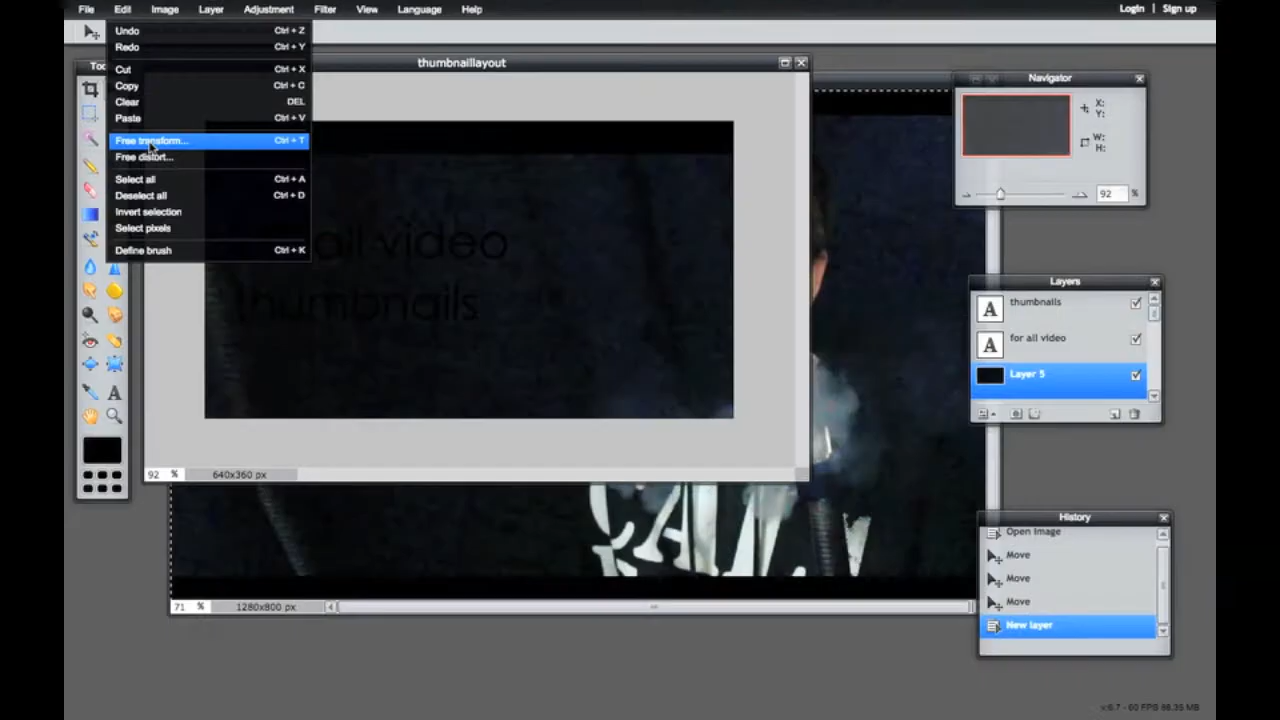 File Edit Image Layer Adjustment Filter View Language Help Login | Sign up
Undo Ctrl + Z
Redo Ctrl + Y
Cut Ctrl + X
Copy Ctrl + C
Clear DEL
Paste Ctrl + V
Free transform... Ctrl + T
Free distort...
Select all Ctrl + A
Deselect all Ctrl + D
Invert selection
Select pixels
Define brush Ctrl + K
Too
thumbnaillayout
all video
thumbnails
92 % 640x360 px
71 % 1280x800 px
Navigator
X:
Y:
W:
H:
92 %
Layers
A thumbnails
A for all video
Layer 5
History
Open Image
Move
Move
Move
New layer
v:6.7 - 60 FPS 88.35 MB